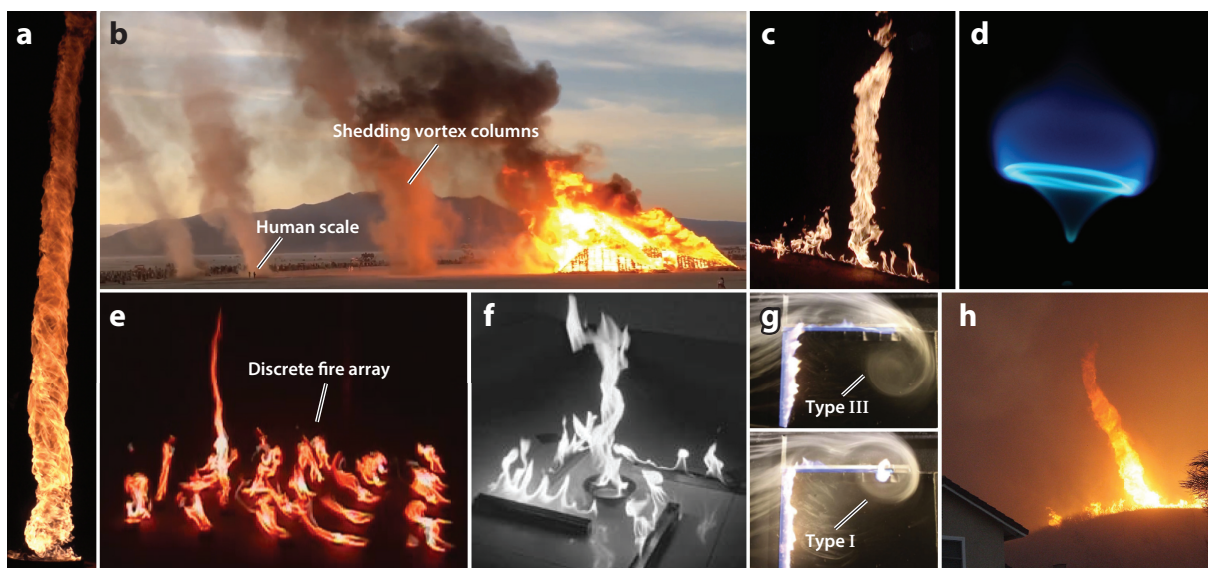 a
b
Shedding vortex columns
Human scale
c
d
e
Discrete fire array
f
g
Type III
Type I
h